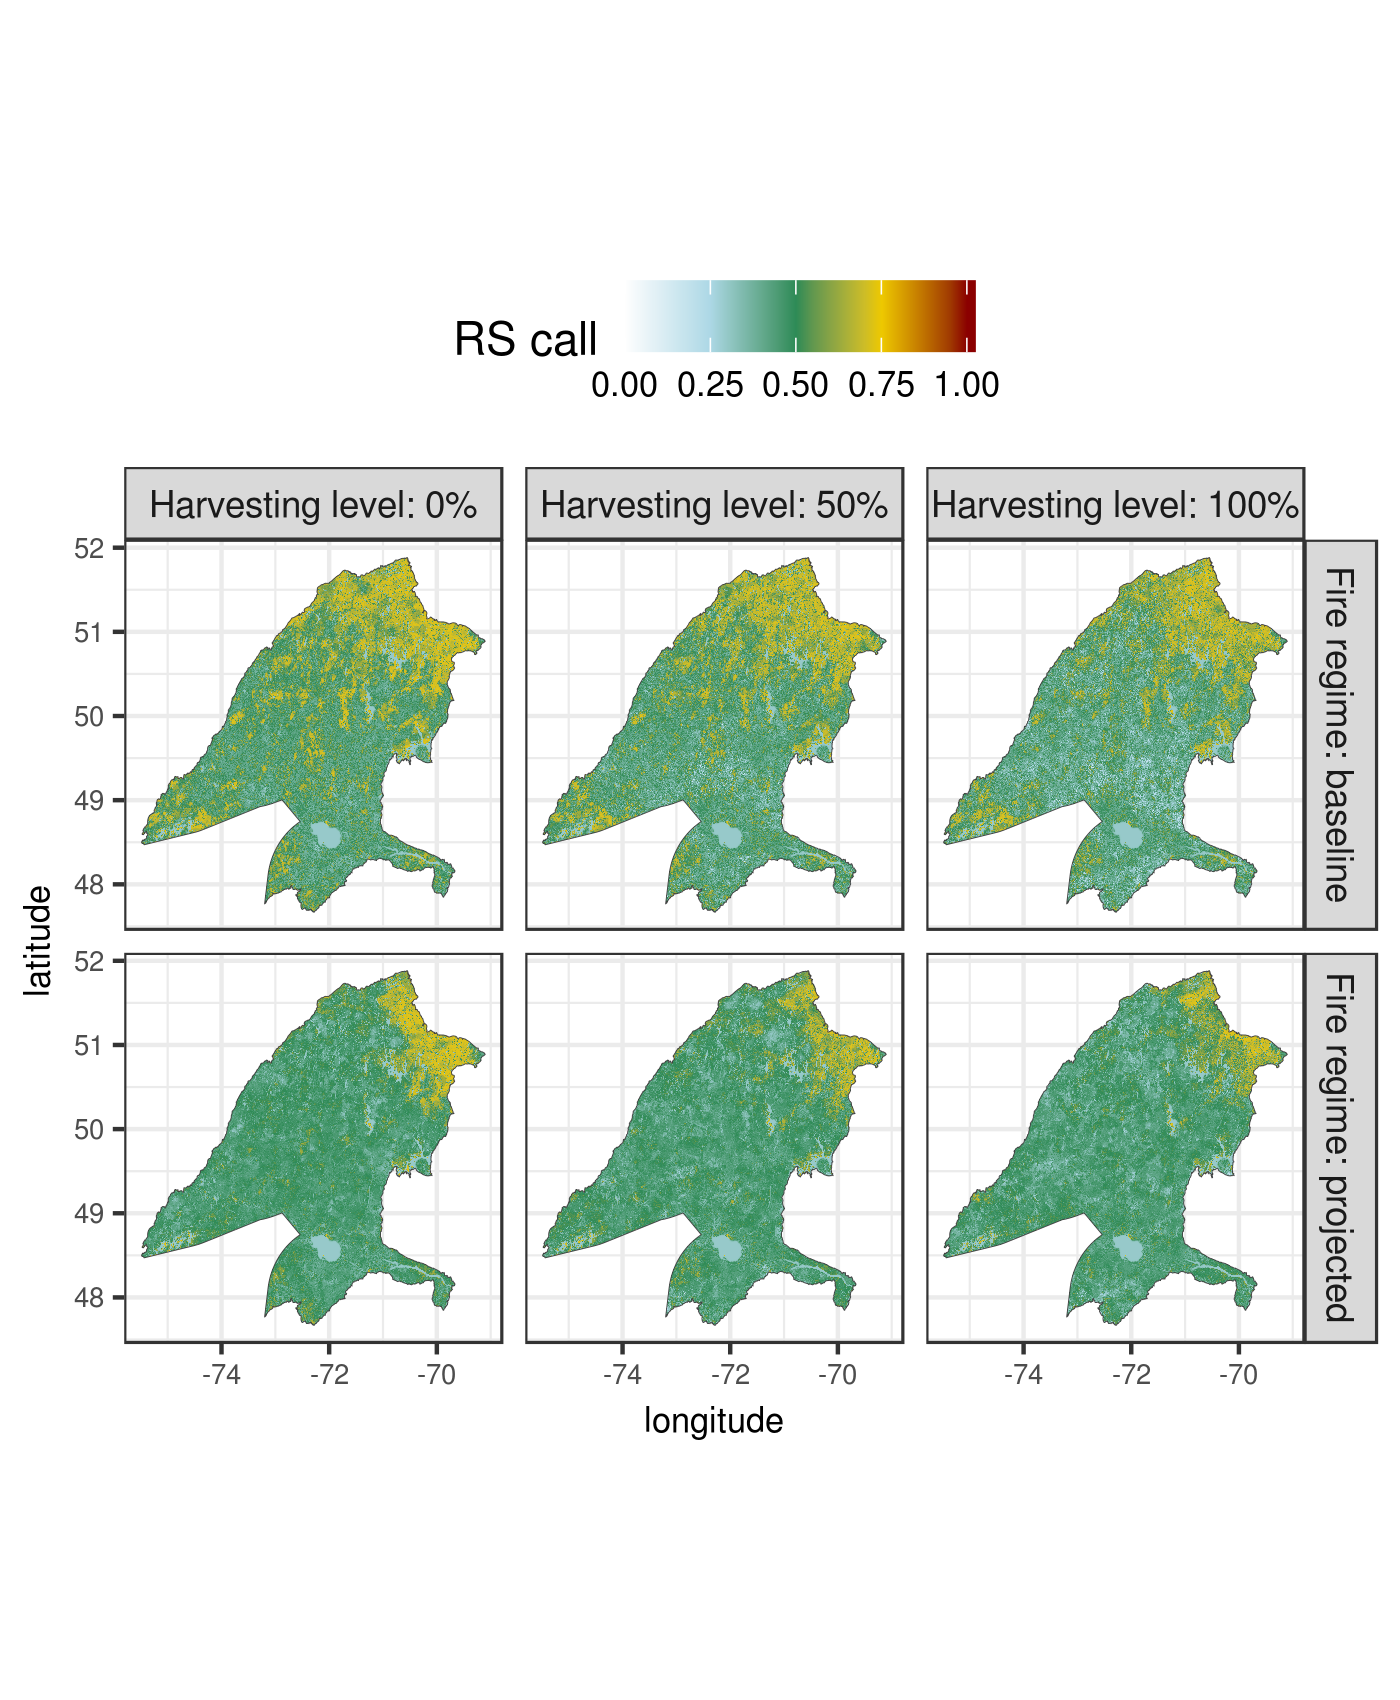 RS call
0.00 0.25 0.50 0.75 1.00
Harvesting level: 0%
Harvesting level: 50%
Harvesting level: 100%
52
51
50
49
48
Fire regime: baseline
latitude
52
51
50
49
48
Fire regime: projected
-74 -72 -70
-74 -72 -70
-74 -72 -70
longitude